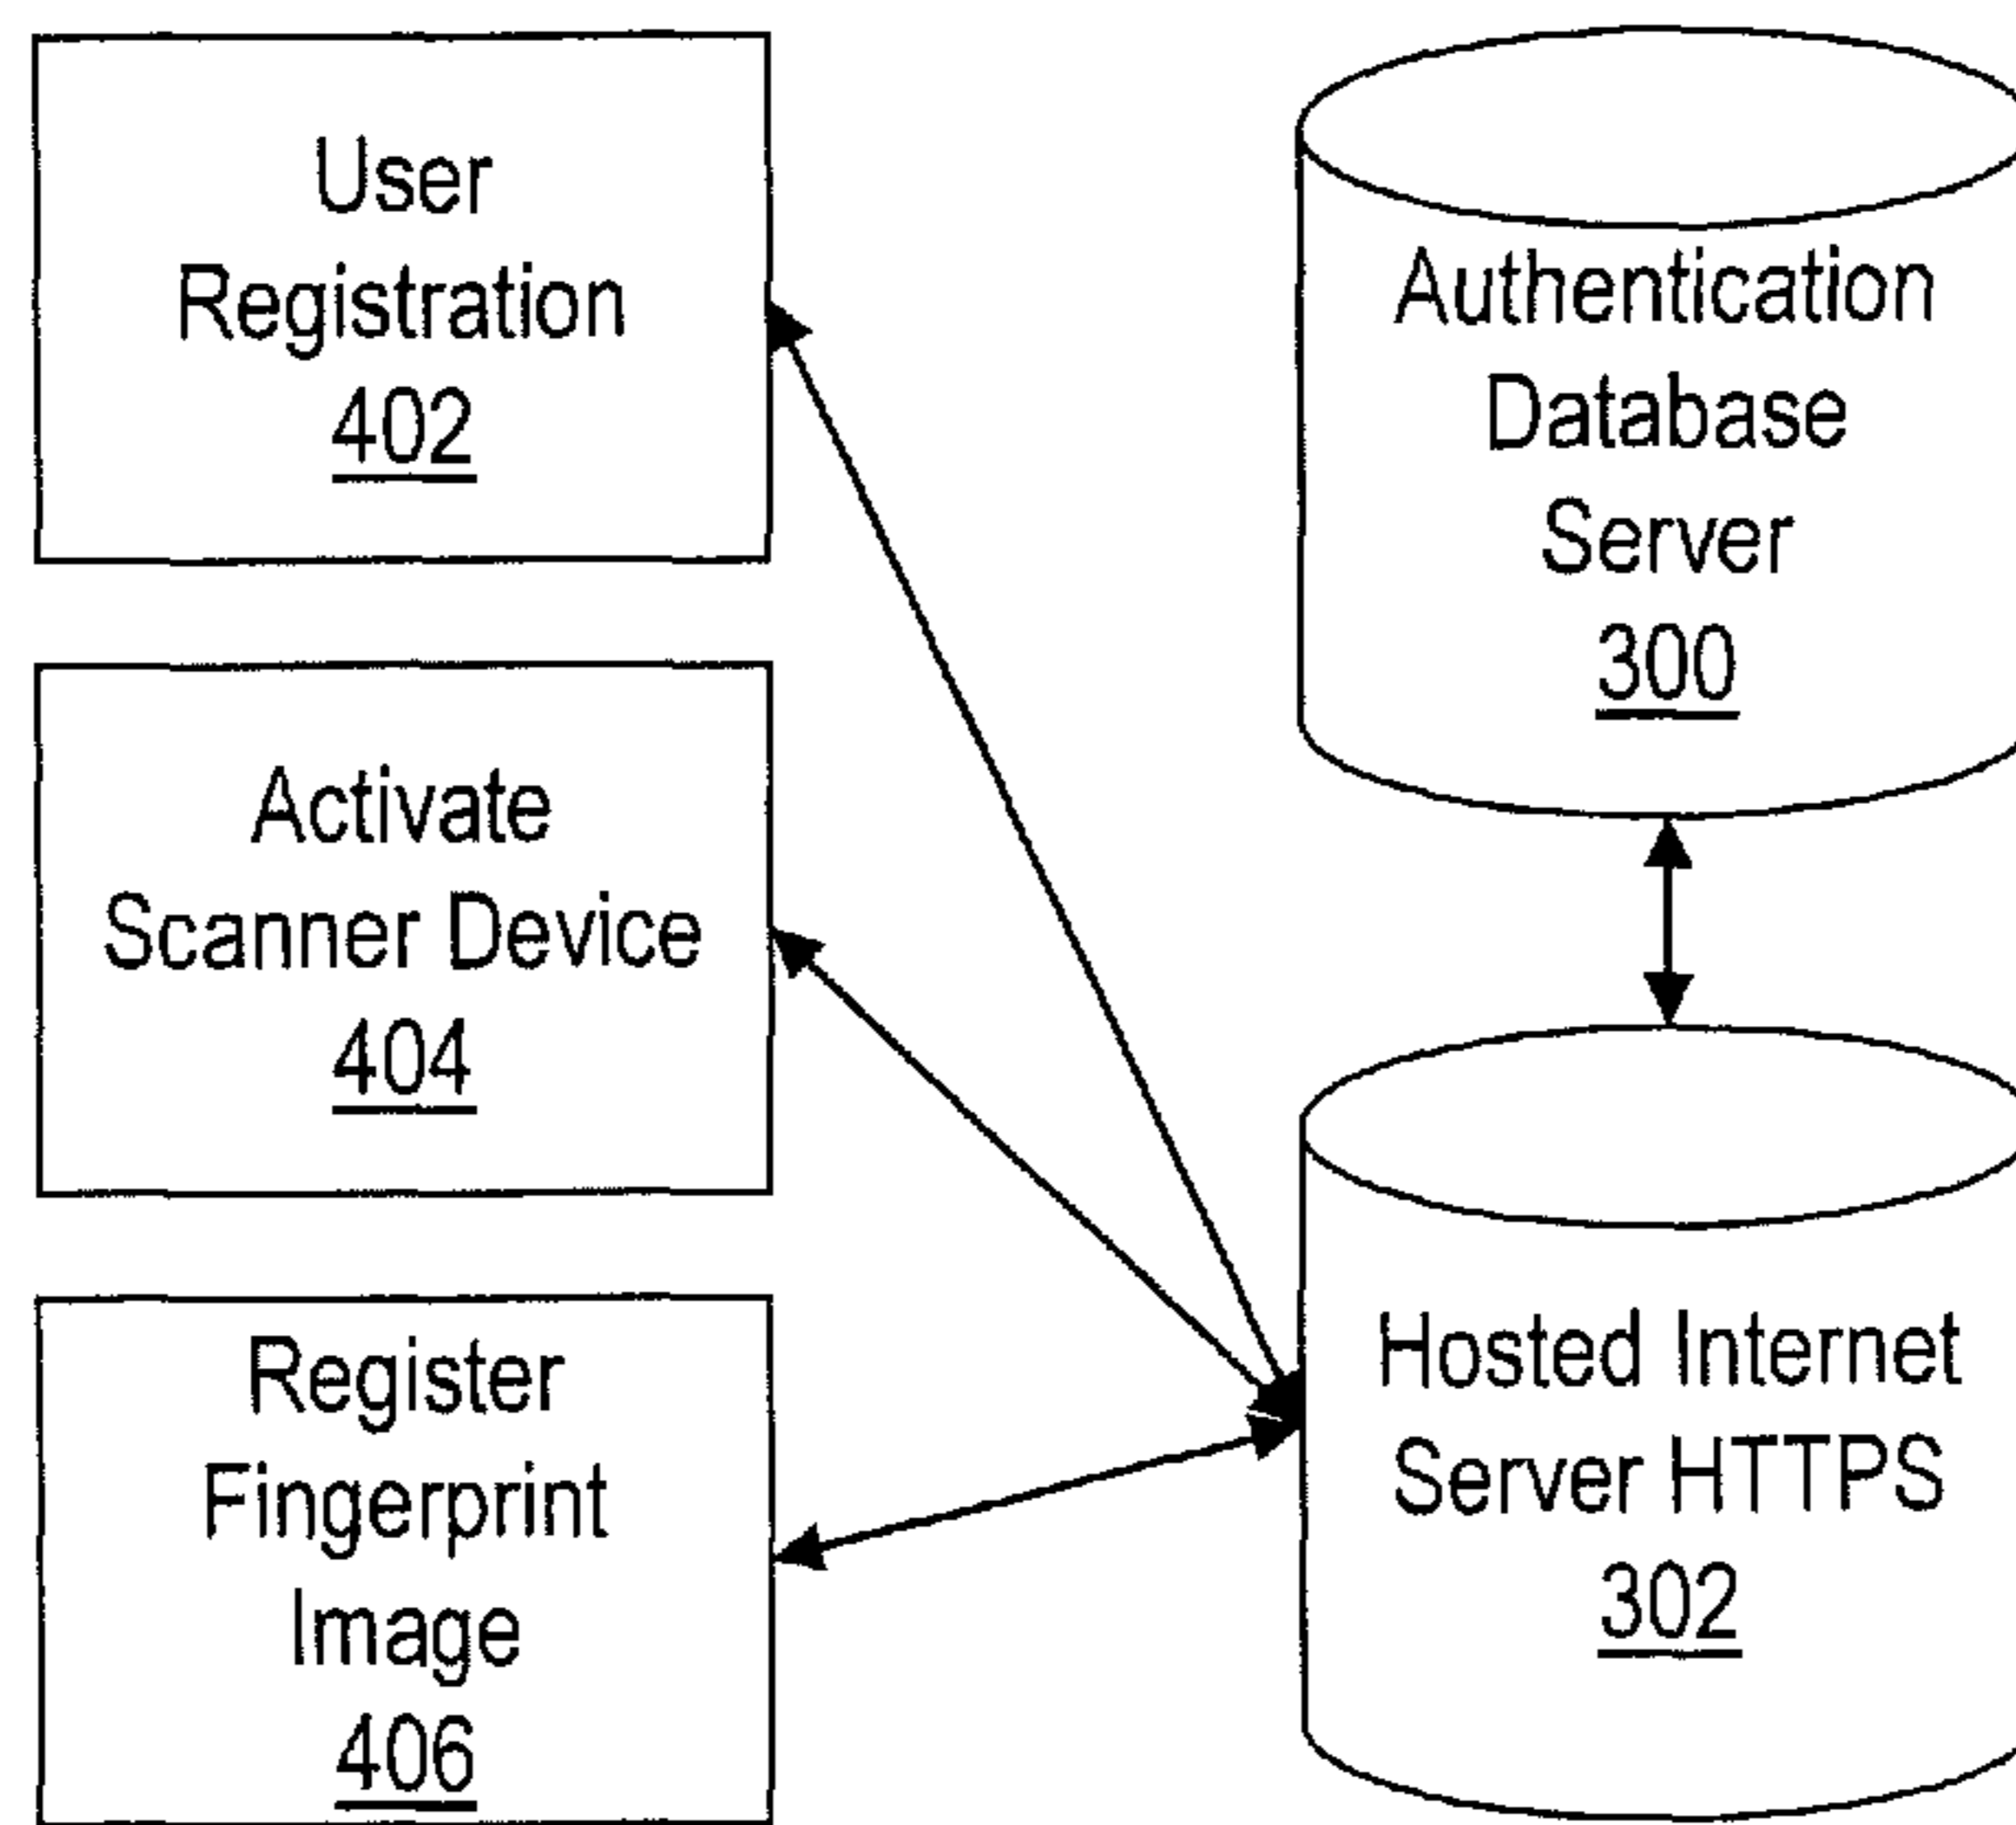 User
Registration
402
Activate
Scanner Device
404
Register
Fingerprint
Image
406
Authentication
Database
Server
300
Hosted Internet
Server HTTPS
302